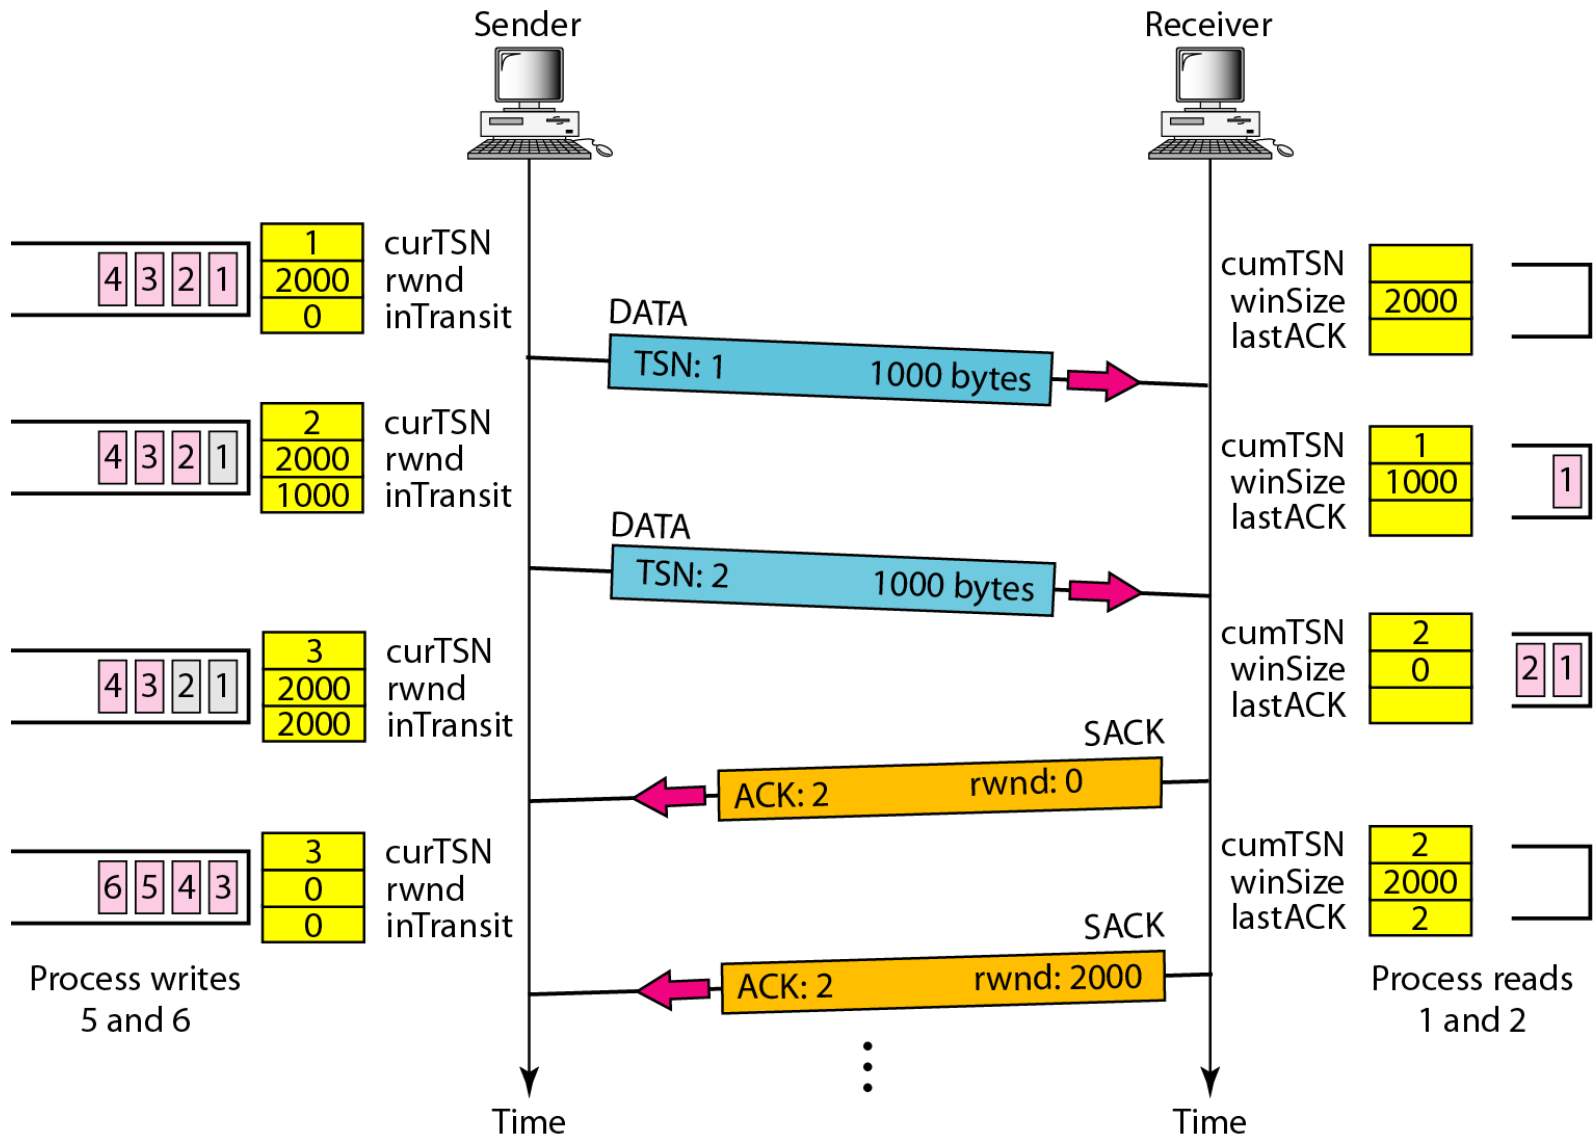 Sender
Receiver
4 3 2 1
1 curTSN
2000 rwnd
0 inTransit
cumTSN
winSize 2000
lastACK
DATA
TSN: 1 1000 bytes
4 3 2 1
2 curTSN
2000 rwnd
1000 inTransit
cumTSN 1
winSize 1000
lastACK
1
DATA
TSN: 2 1000 bytes
4 3 2 1
3 curTSN
2000 rwnd
2000 inTransit
cumTSN 2
winSize 0
lastACK
2 1
SACK
ACK: 2 rwnd: 0
6 5 4 3
3 curTSN
0 rwnd
0 inTransit
cumTSN 2
winSize 2000
lastACK 2
SACK
ACK: 2 rwnd: 2000
Process writes
5 and 6
Process reads
1 and 2
Time
Time